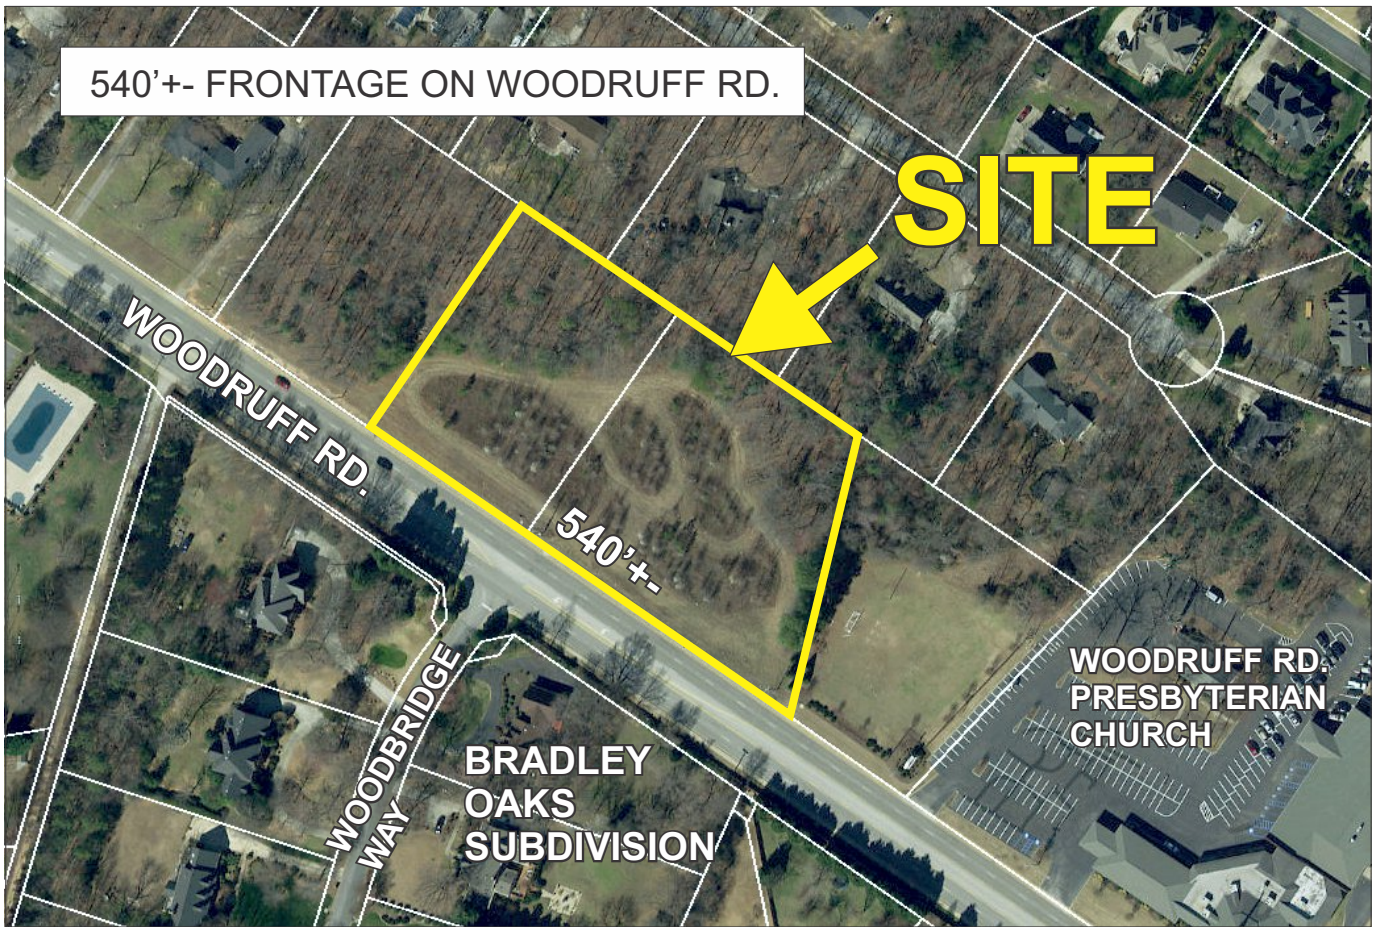 540’+- FRONTAGE ON WOODRUFF RD.
SITE
WOODRUFF RD.
540’+-
WOODRUFF RD.
PRESBYTERIAN
CHURCH
WOODBRIDGE
WAY
BRADLEY
OAKS
SUBDIVISION